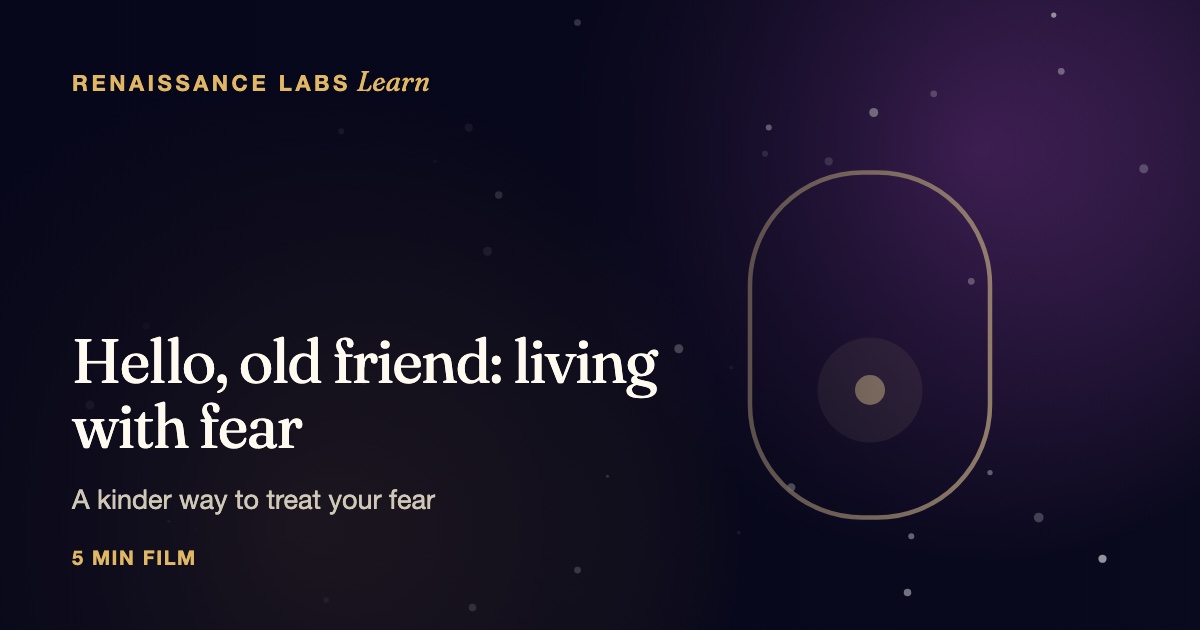 RENAISSANCE LABS Learn
Hello, old friend: living
with fear
A kinder way to treat your fear
5 MIN FILM